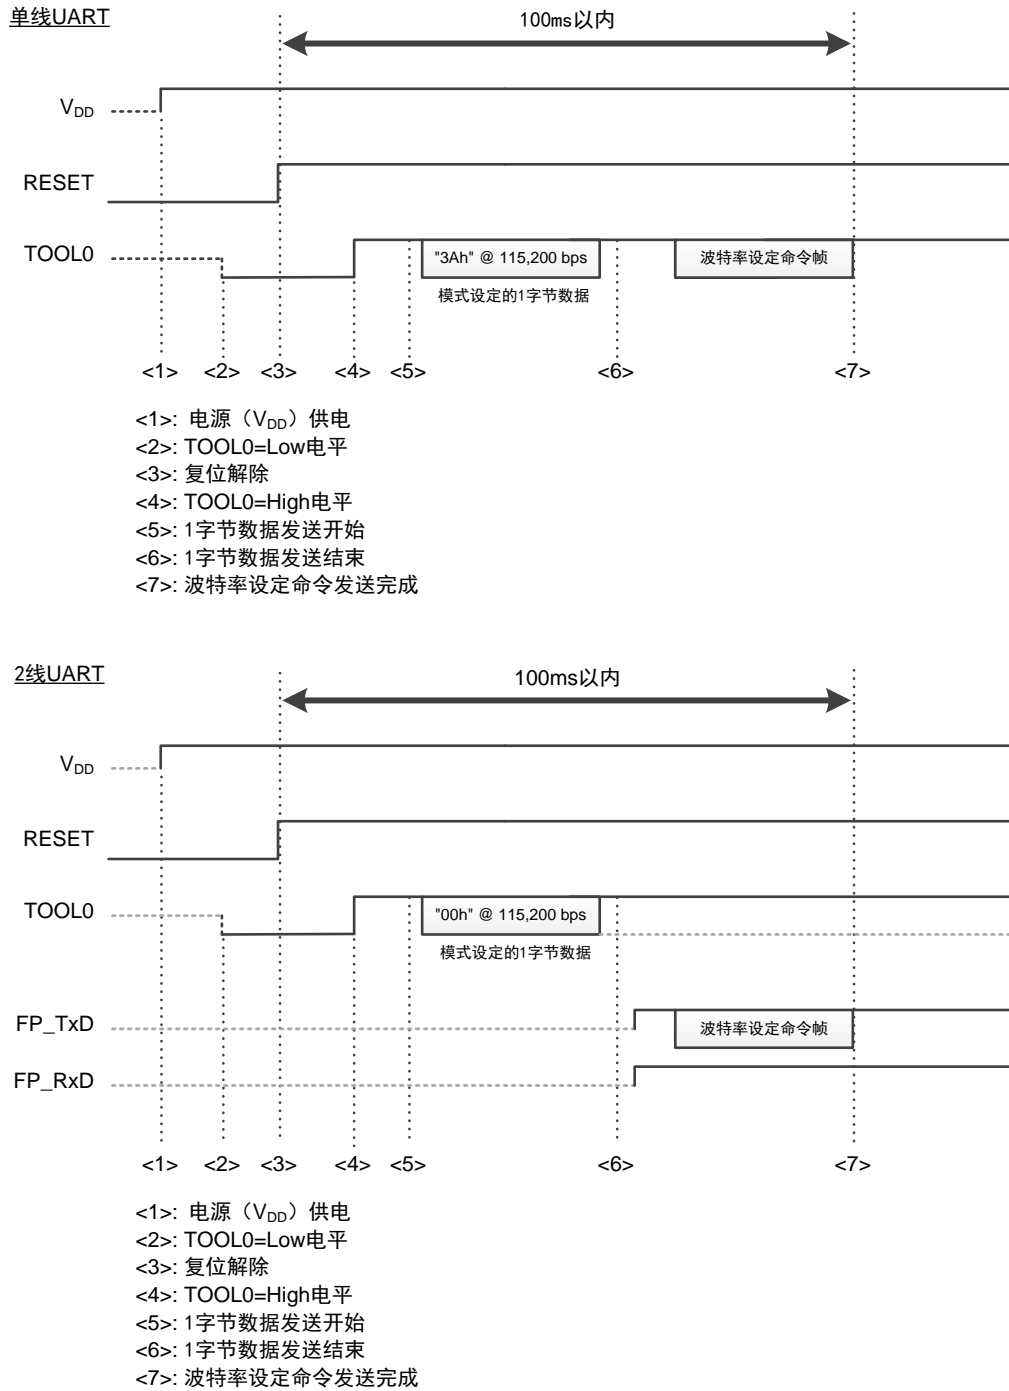 单线UART
100ms以内
VDD
RESET
TOOL0
"3Ah" @ 115,200 bps
波特率设定命令帧
模式设定的1字节数据
<1> <2> <3> <4> <5> <6> <7>
<1>: 电源（VDD）供电
<2>: TOOL0=Low电平
<3>: 复位解除
<4>: TOOL0=High电平
<5>: 1字节数据发送开始
<6>: 1字节数据发送结束
<7>: 波特率设定命令发送完成
2线UART
100ms以内
VDD
RESET
TOOL0
"00h" @ 115,200 bps
模式设定的1字节数据
FP_TxD
波特率设定命令帧
FP_RxD
<1> <2> <3> <4> <5> <6> <7>
<1>: 电源（VDD）供电
<2>: TOOL0=Low电平
<3>: 复位解除
<4>: TOOL0=High电平
<5>: 1字节数据发送开始
<6>: 1字节数据发送结束
<7>: 波特率设定命令发送完成